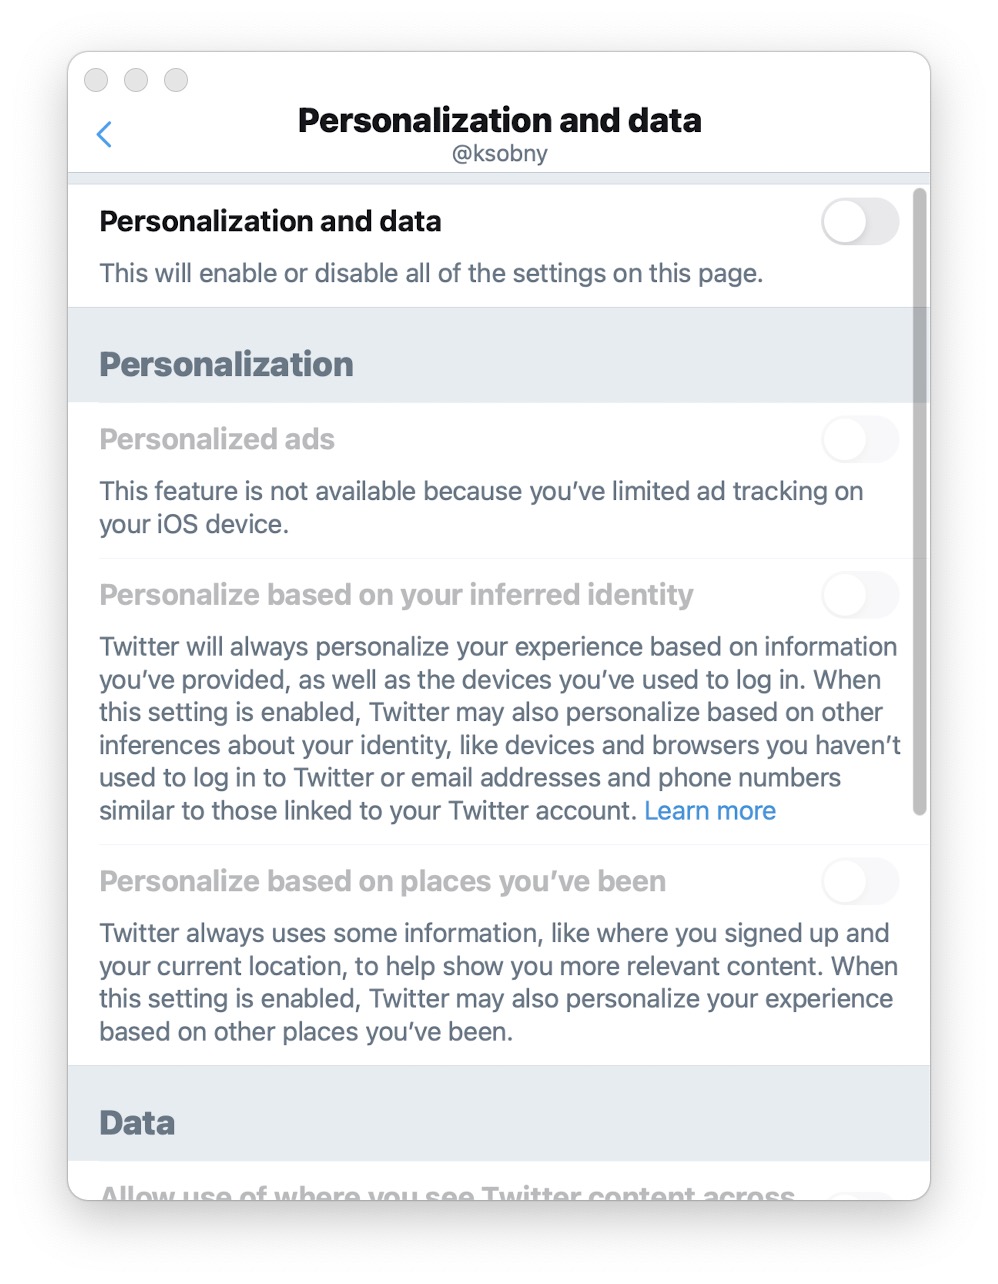 Personalization and data
@ksobny
Personalization and data
This will enable or disable all of the settings on this page.
Personalization
Personalized ads
This feature is not available because you’ve limited ad tracking on
your iOS device.
Personalize based on your inferred identity
Twitter will always personalize your experience based on information
you’ve provided, as well as the devices you’ve used to log in. When
this setting is enabled, Twitter may also personalize based on other
inferences about your identity, like devices and browsers you haven’t
used to log in to Twitter or email addresses and phone numbers
similar to those linked to your Twitter account. Learn more
Personalize based on places you’ve been
Twitter always uses some information, like where you signed up and
your current location, to help show you more relevant content. When
this setting is enabled, Twitter may also personalize your experience
based on other places you’ve been.
Data
Allow use of where you see Twitter content across